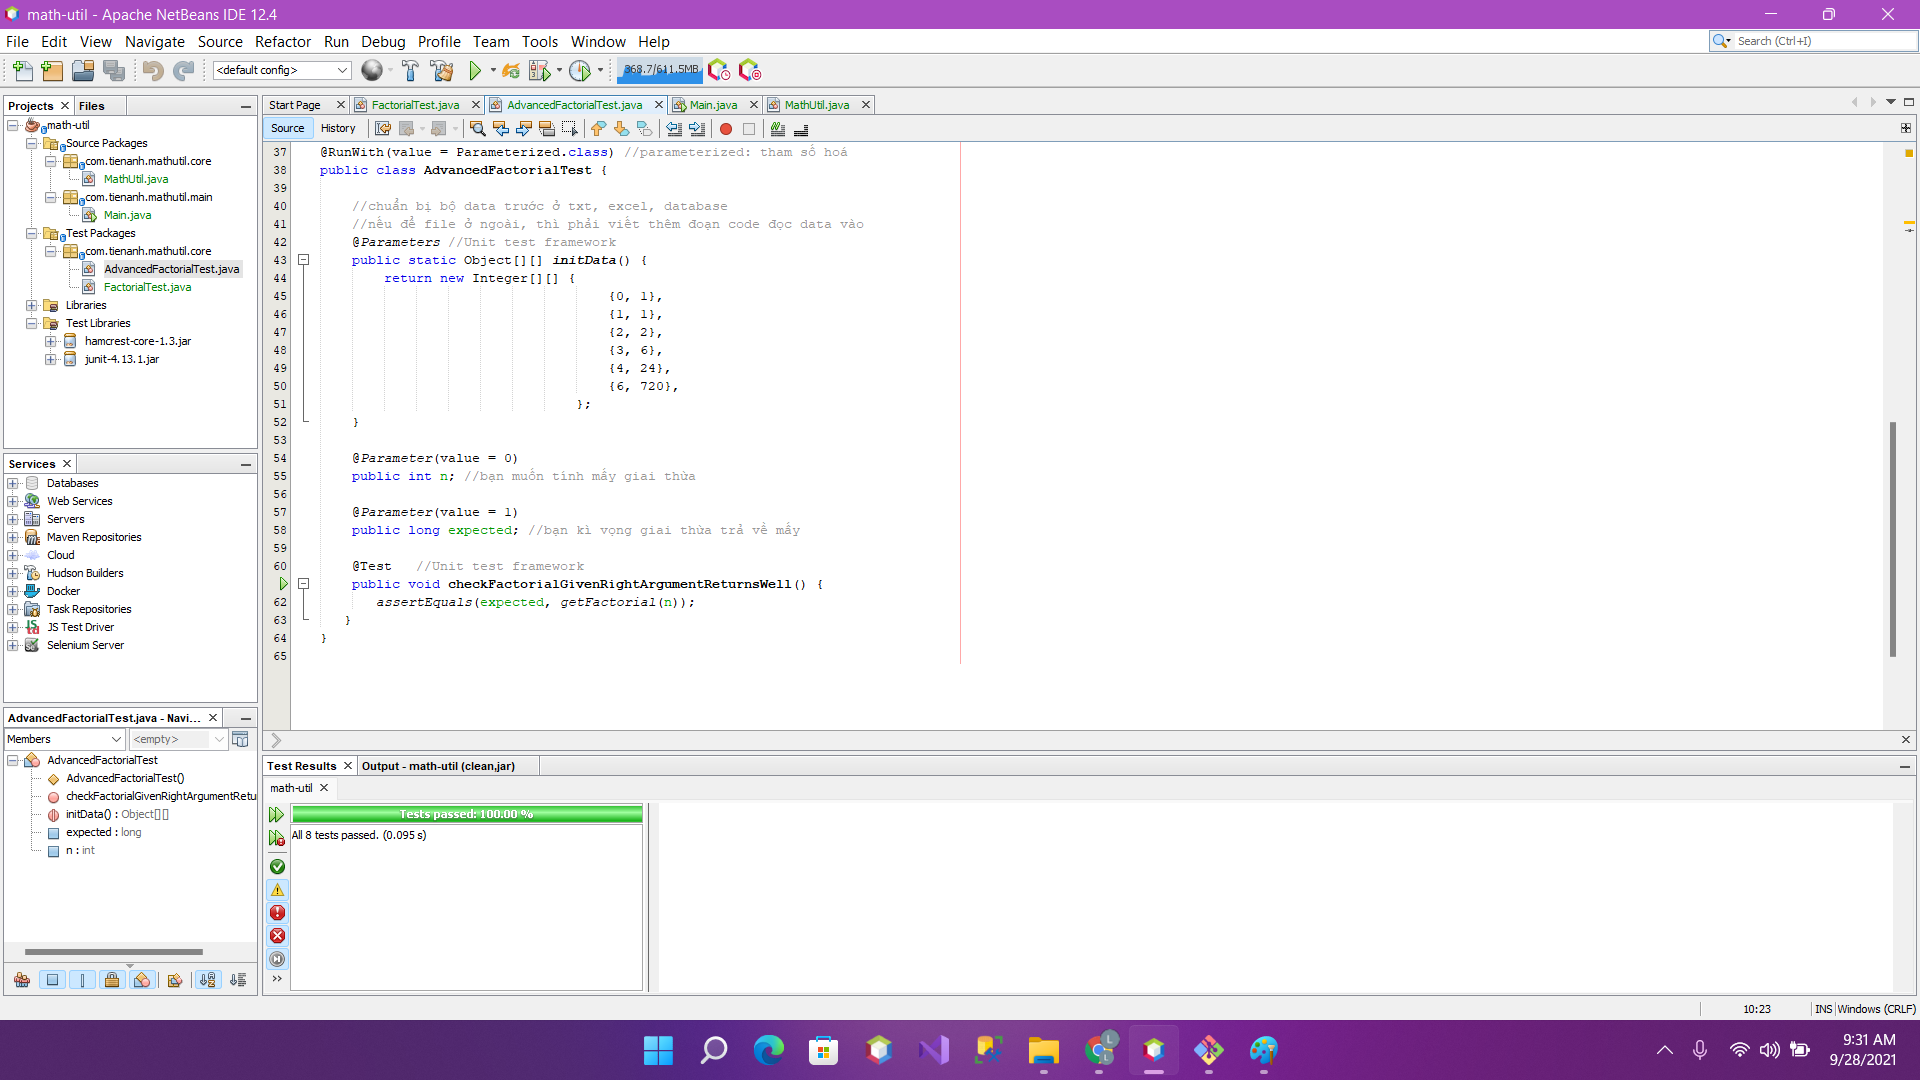 math-util - Apache NetBeans IDE 12.4
File Edit View Navigate Source Refactor Run Debug Profile Team Tools Window Help
Search (Ctrl+I)
<default config>
368.7/611.5MB
Projects Files
math-util
Source Packages
com.tienanh.mathutil.core
MathUtil.java
com.tienanh.mathutil.main
Main.java
Test Packages
com.tienanh.mathutil.core
AdvancedFactorialTest.java
FactorialTest.java
Libraries
Test Libraries
hamcrest-core-1.3.jar
junit-4.13.1.jar
Services
Databases
Web Services
Servers
Maven Repositories
Cloud
Hudson Builders
Docker
Task Repositories
JS Test Driver
Selenium Server
AdvancedFactorialTest.java - Navi...
Members <empty>
AdvancedFactorialTest
AdvancedFactorialTest()
checkFactorialGivenRightArgumentRetu
initData() : Object[][]
expected : long
n : int
Start Page FactorialTest.java AdvancedFactorialTest.java Main.java MathUtil.java
Source History
37 @RunWith(value = Parameterized.class) //parameterized: tham số hoá
38 public class AdvancedFactorialTest {
39
40 //chuẩn bị bộ data trước ở txt, excel, database
41 //nếu để file ở ngoài, thì phải viết thêm đoạn code đọc data vào
42 @Parameters //Unit test framework
43 public static Object[][] initData() {
44 return new Integer[][] {
45 {0, 1},
46 {1, 1},
47 {2, 2},
48 {3, 6},
49 {4, 24},
50 {6, 720},
51 };
52 }
53
54 @Parameter(value = 0)
55 public int n; //bạn muốn tính mấy giai thừa
56
57 @Parameter(value = 1)
58 public long expected; //bạn kì vọng giai thừa trả về mấy
59
60 @Test //Unit test framework
public void checkFactorialGivenRightArgumentReturnsWell() {
62 assertEquals(expected, getFactorial(n));
63 }
64 }
65
Test Results Output - math-util (clean,jar)
math-util
Tests passed: 100.00 %
All 8 tests passed. (0.095 s)
10:23 INS Windows (CRLF)
9:31 AM
9/28/2021